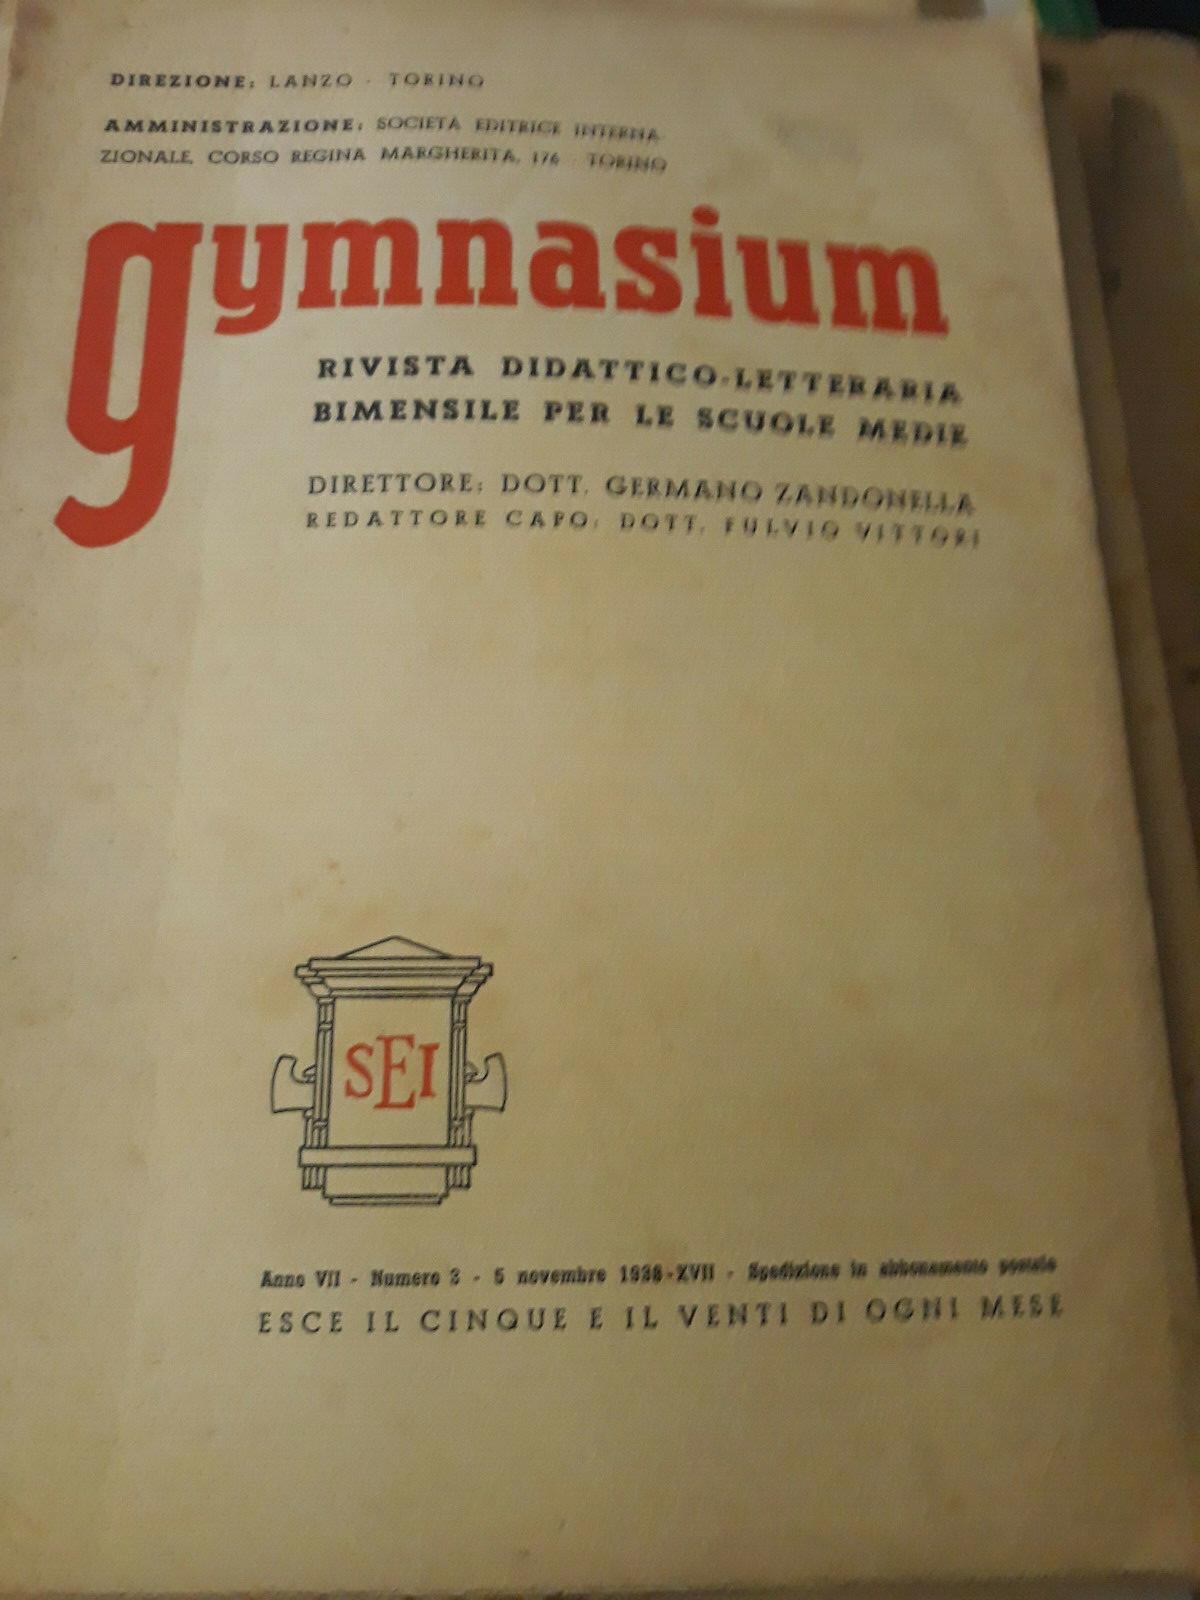 DIREZIONE: LANZO - TORINO
AMMINISTRAZIONE: SOCIETÀ EDITRICE INTERNA
ZIONALE, CORSO REGINA MARGHERITA, 176 - TORINO
gymnasium
RIVISTA DIDATTICO-LETTERARIA
BIMENSILE PER LE SCUOLE MEDIE
DIRETTORE: DOTT. GERMANO ZANDONELLA
REDATTORE CAPO: DOTT. FULVIO VITTORI
SEI
Anno VII - Numero - 5 novembre 1938-XVII - Spedizione in abbonamento postale
ESCE IL CINQUE E IL VENTI DI OGNI MESE